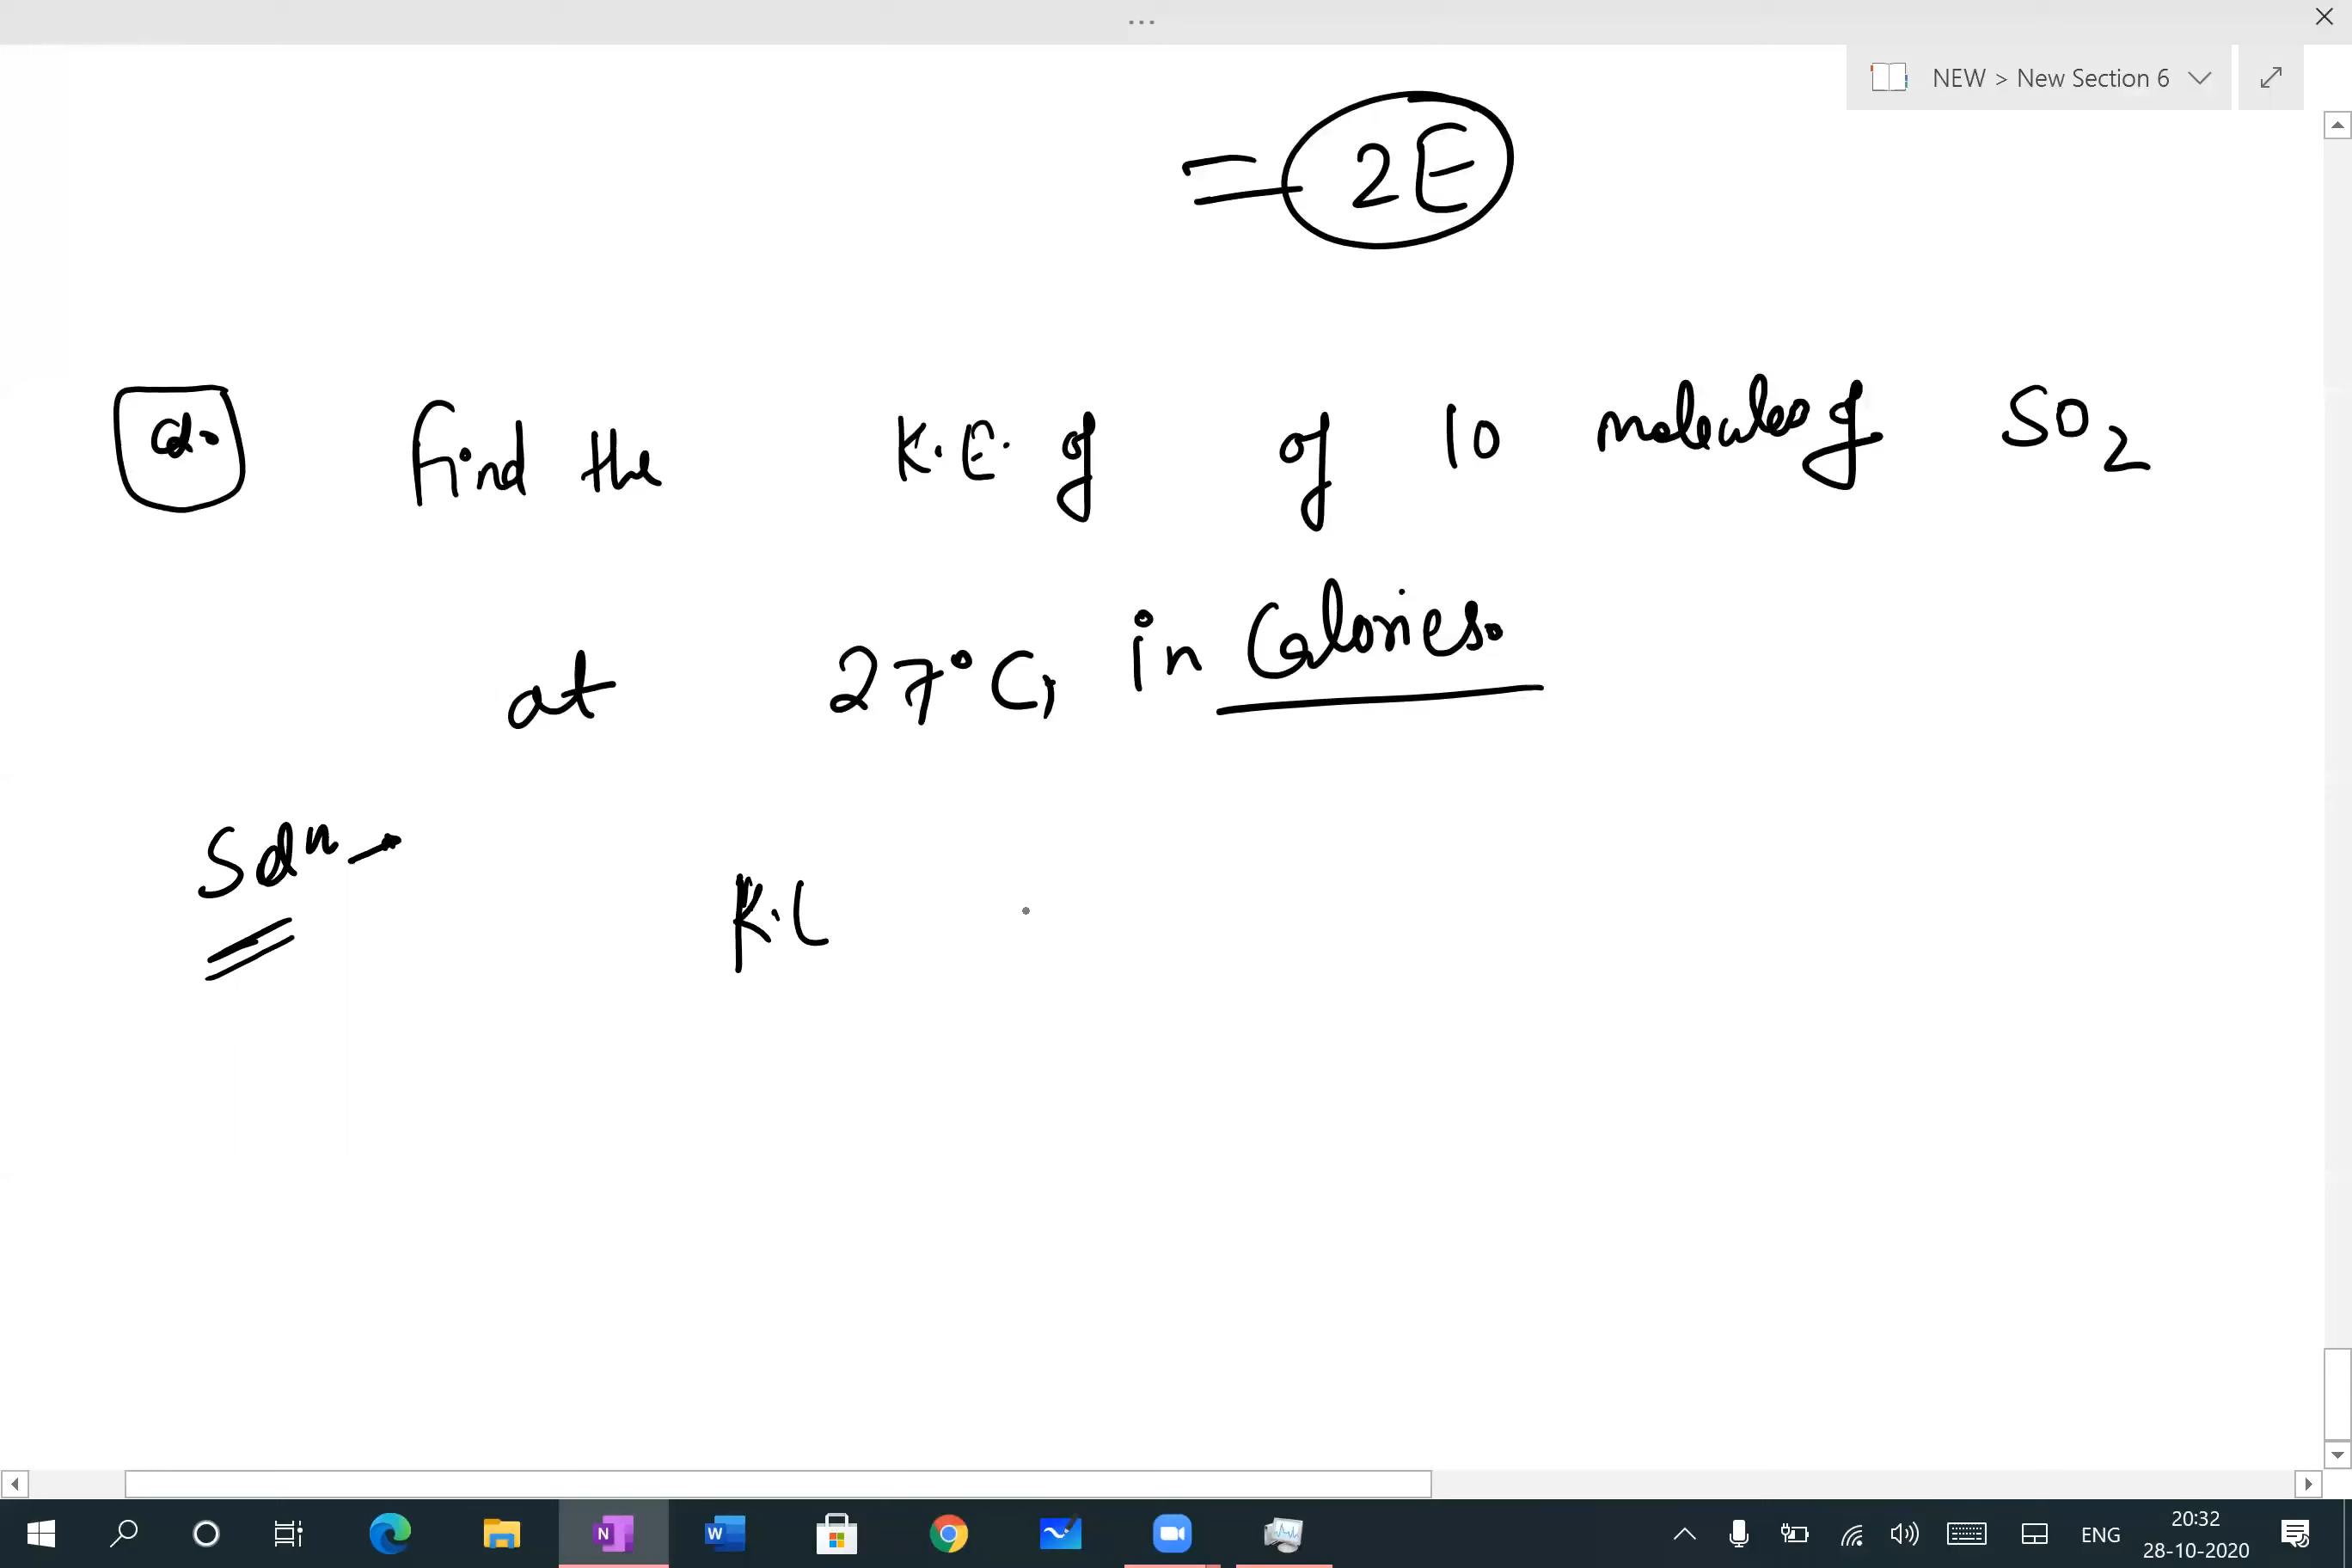 NEW > New Section 6
= 2E
Q. Find the K.E. of of 10 molecules of SO2
at 27°C, in Calories.
Solⁿ →
K.
ENG
20:32
28-10-2020